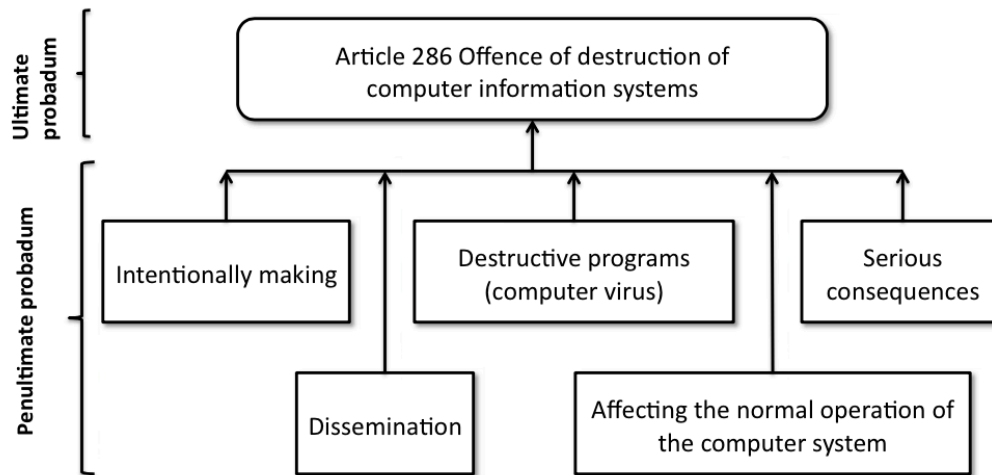 Ultimate
probadum
Article 286 Offence of destruction of
computer information systems
Penultimate probadum
Intentionally making
Destructive programs
(computer virus)
Serious
consequences
Dissemination
Affecting the normal operation of
the computer system